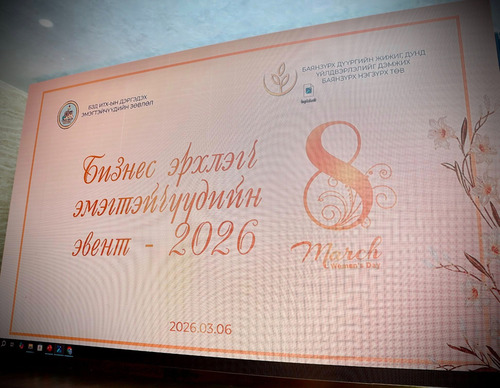 БЗД ИТХ-ЫН ДЭРГЭДЭХ
ЭМЭГТЭЙЧҮҮДИЙН ЗӨВЛӨЛ
БАЯНЗҮРХ ДҮҮРГИЙН ЖИЖИГ, ДУНД
ҮЙЛДВЭРЛЭЛИЙГ ДЭМЖИХ
БАЯНЗҮРХ НЭГЗҮРХ ТӨВ
Бизнес эрхлэгч
эмэгтэйчүүдийн
эвент - 2026
8
March
Women's Day
2026.03.06